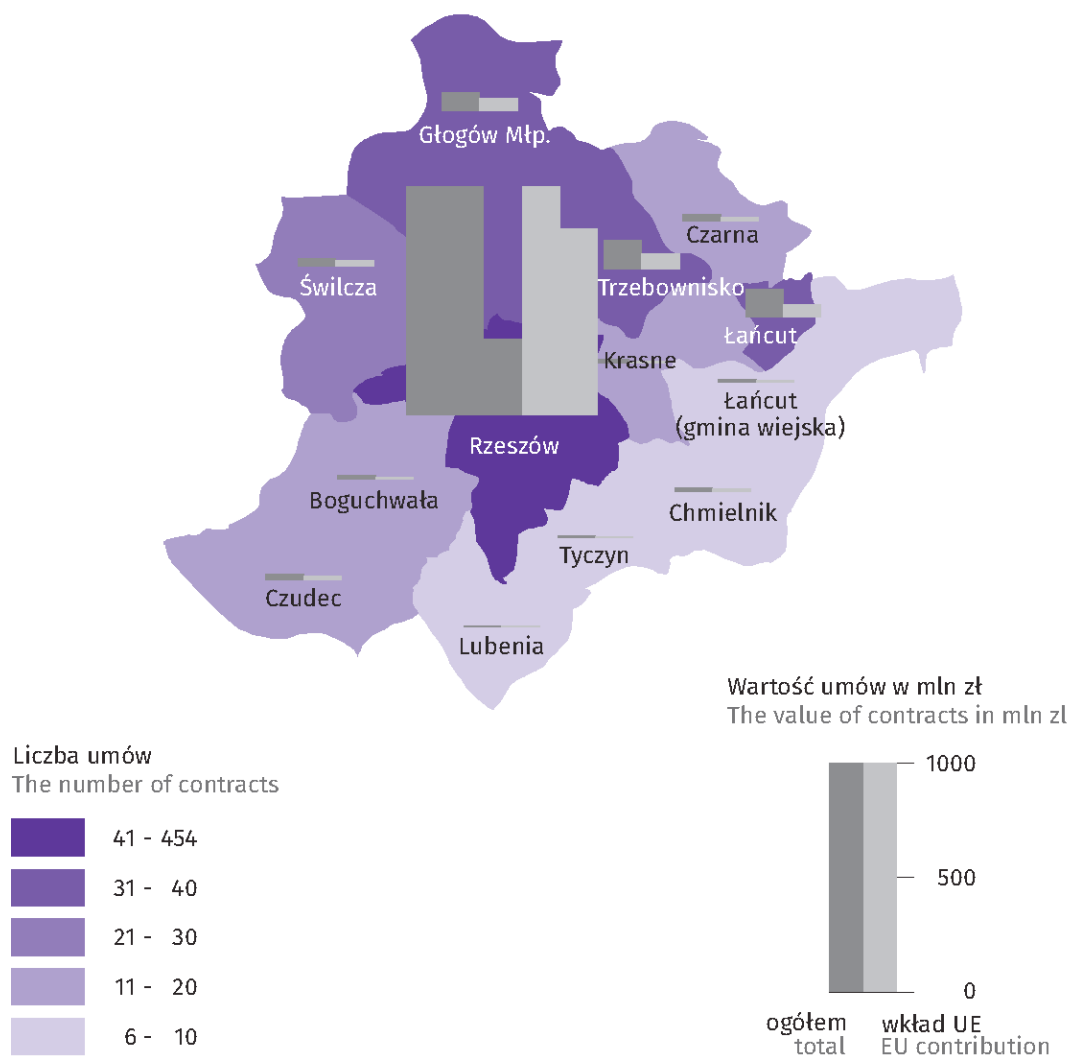 Głogów Młp.
Czarna
Świlcza
Trzebownisko
Łańcut
Krasne
Łańcut
(gmina wiejska)
Rzeszów
Boguchwała
Chmielnik
Tyczyn
Czudec
Lubenia
Wartość umów w mln zł
The value of contracts in mln zl
Liczba umów
The number of contracts
41 - 454
31 - 40
21 - 30
11 - 20
6 - 10
1000
500
0
ogółem wkład UE
total EU contribution